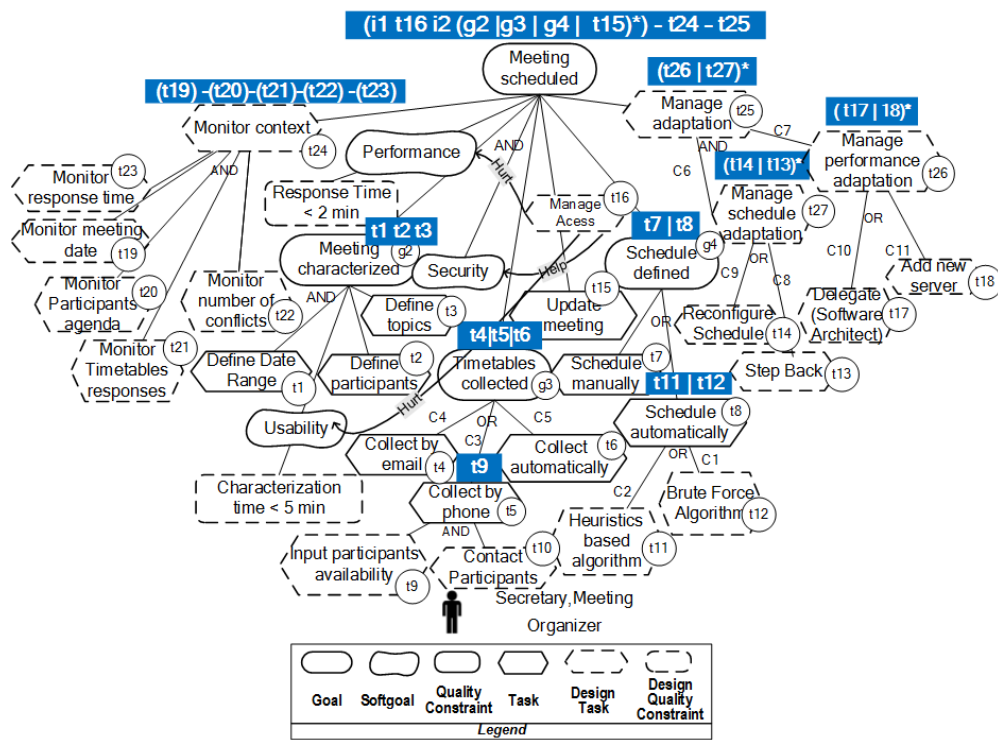 (i1 t16 i2 (g2 |g3 | g4 | t15)*) – t24 – t25
Meeting
scheduled
(t26 | t27)*
(t19) -(t20)-(t21)-(t22) -(t23)
Manage
adaptation
t25
(t17 | 18)*
C7
Monitor context
t24
AND
Performance
AND
AND
C6
(t14 | t13)*
Manage
performance
adaptation
t26
Monitor
response time
t23
Hurt
Response Time
< 2 min
Manage
Acess
t16
Manage
schedule
adaptation
t27
Monitor meeting
date
t19
t1 t2 t3
t7 | t8
OR
Meeting
characterized
g2
Security
Help
Schedule
defined
g4
C9
OR
C8
C10
C11
Add new
server
t18
Monitor
Participants
agenda
t20
Monitor
number of
conflicts
t22
AND
Define
topics
t3
Update
meeting
t15
Reconfigure
Schedule
t14
Delegate
(Software
Architect)
t17
t4|t5|t6
OR
Monitor
Timetables
responses
t21
Define Date
Range
t1
Define
participants
t2
Timetables
collected
g3
Schedule
manually
t7
t11 | t12
Step Back
t13
Hurt
Usability
C4
OR
C5
Schedule
automatically
t8
Collect by
email
t4
C3
Collect
automatically
t6
OR
C1
t9
Characterization
time < 5 min
Collect by
phone
t5
C2
Brute Force
Algorithm
t12
AND
Input participants
availability
t9
Contact
Participants
t10
Heuristics
based
algorithm
t11
Secretary,Meeting
Organizer
Goal
Softgoal
Quality
Constraint
Task
Design
Task
Design
Quality
Constraint
Legend